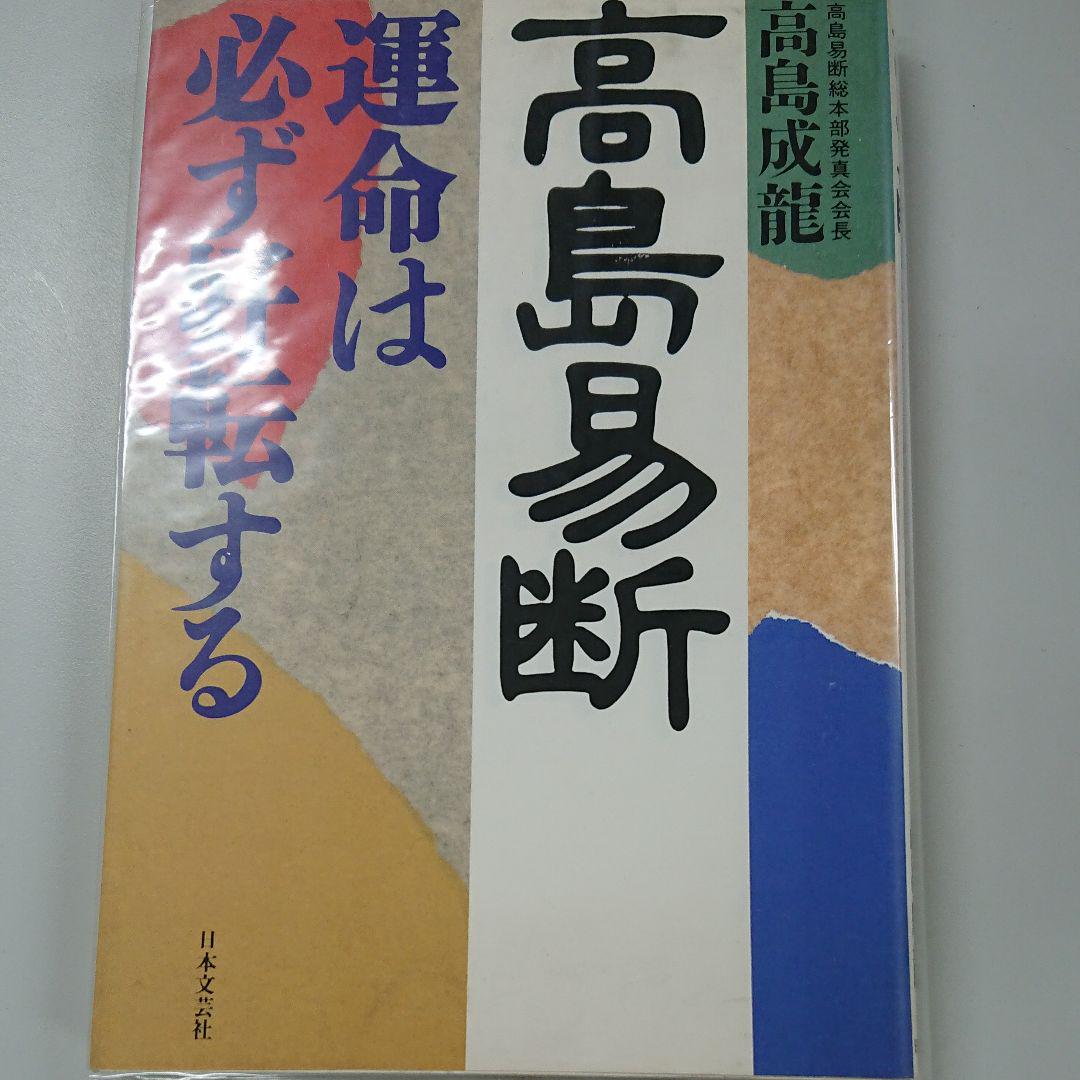 高島易断総本部発真会会長
高島成龍
高島易断
運命は
必ず好転する
日本文芸社